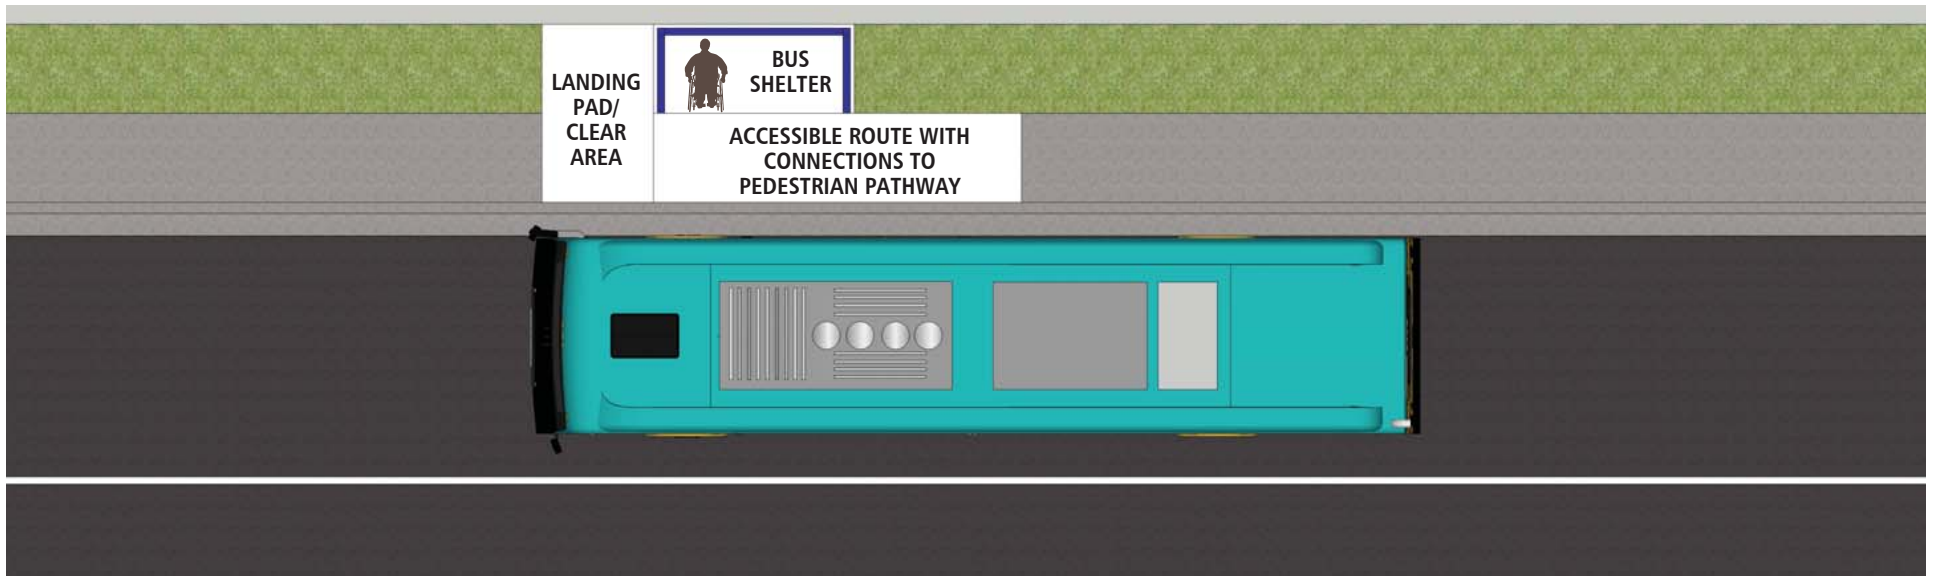 LANDING
PAD/
CLEAR
AREA
BUS
SHELTER
ACCESSIBLE ROUTE WITH
CONNECTIONS TO
PEDESTRIAN PATHWAY